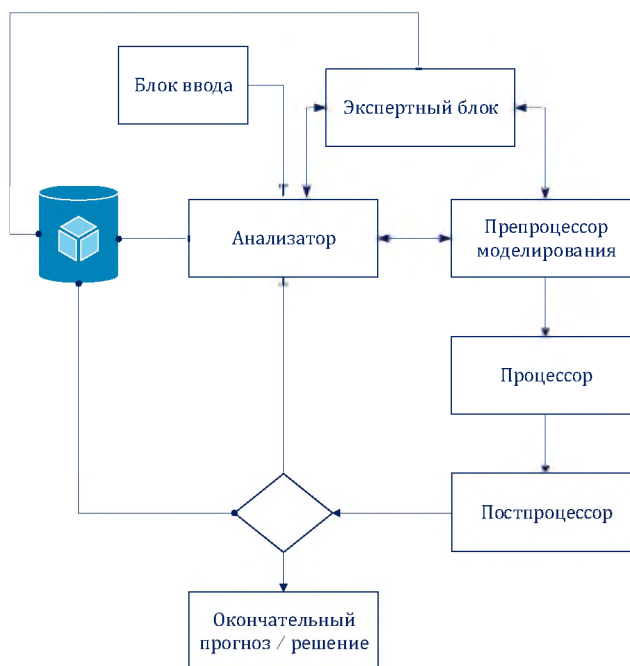 Блок ввода
Экспертный блок
Анализатор
Препроцессор
моделирования
Процессор
Постпроцессор
Окончательный
прогноз / решение